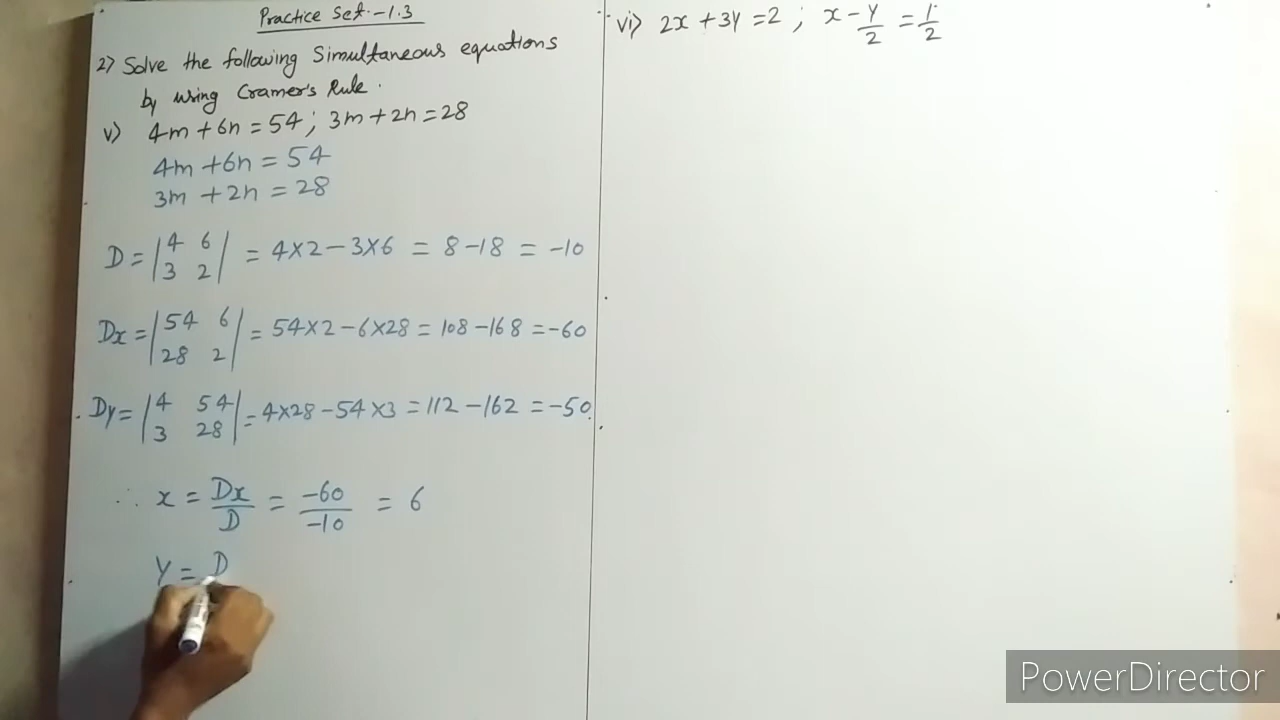 Practice Set - 1.3
2) Solve the following Simultaneous equations
by using Cramer's Rule.
v) 4m + 6n = 54 ; 3m + 2n = 28
4m + 6n = 54
3m + 2n = 28
D = |4 6| = 4×2 - 3×6 = 8 - 18 = -10
|3 2|
Dx = |54 6| = 54×2 - 6×28 = 108 - 168 = -60
|28 2|
Dy = |4 54| = 4×28 - 54×3 = 112 - 162 = -50
|3 28|
∴ x = Dx/D = -60/-10 = 6
y = D
vi) 2x + 3y = 2 ; x - y/2 = 1/2
PowerDirector